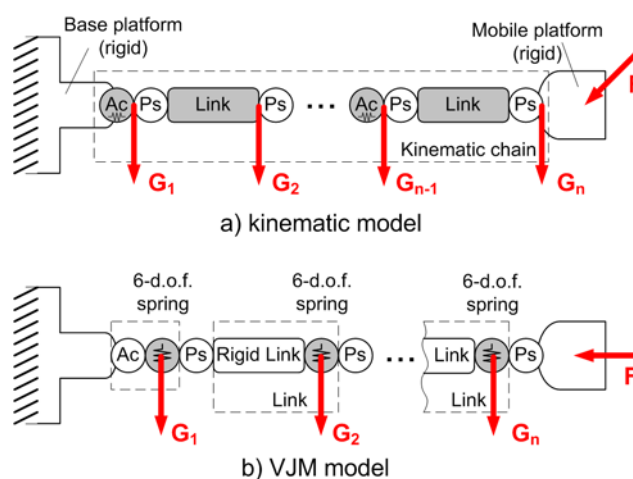 Base platform
(rigid)
Mobile platform
(rigid)
Ac Ps Link Ps ... Ac Ps Link Ps
Kinematic chain
G1 G2 Gn-1 Gn
a) kinematic model
6-d.o.f.
spring
6-d.o.f.
spring
6-d.o.f.
spring
Ac Ps Rigid Link Ps ... Link Ps
F
Link Link
G1 G2 Gn
b) VJM model